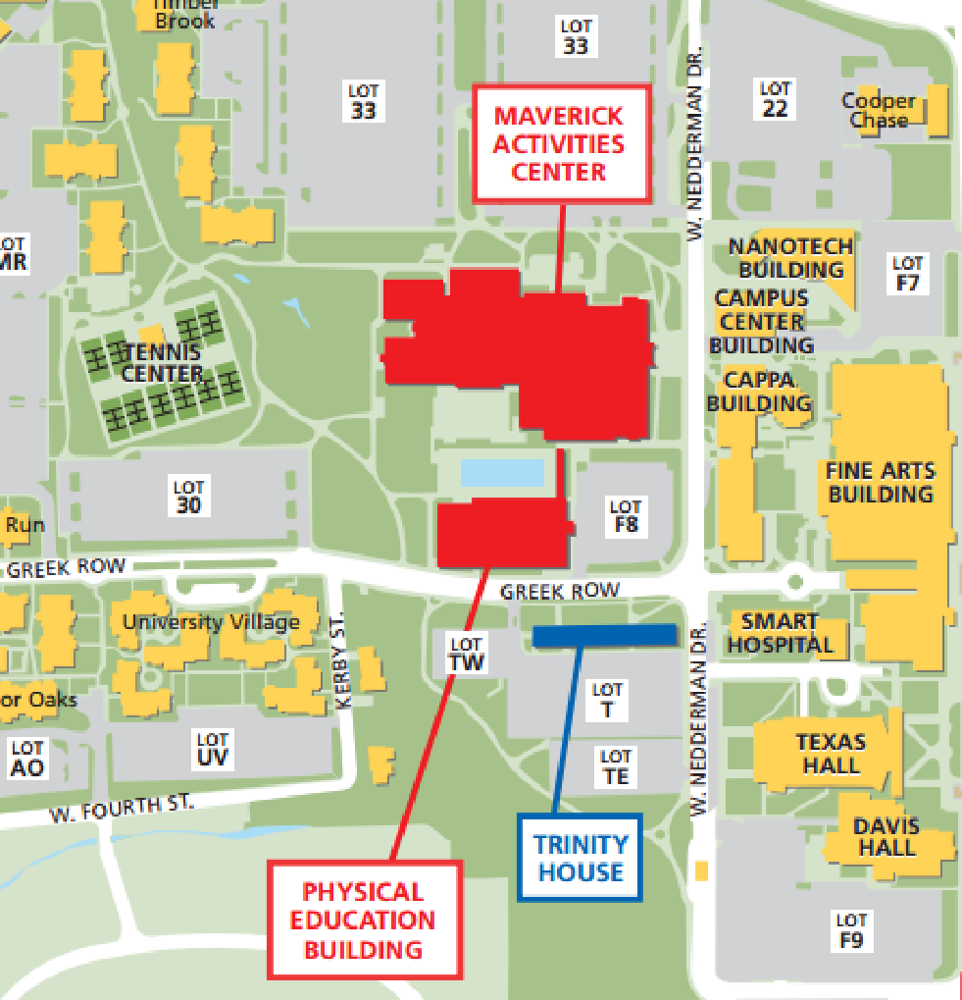 Timber
Brook
LOT
33
LOT
33
LOT
22
Cooper
Chase
W. NEDDERMAN DR.
MAVERICK
ACTIVITIES
CENTER
LOT
MR
NANOTECH
BUILDING
LOT
F7
CAMPUS
CENTER
BUILDING
TENNIS
CENTER
CAPPA
BUILDING
FINE ARTS
BUILDING
LOT
30
LOT
F8
Run
GREEK ROW
GREEK ROW
University Village
KERBY ST.
LOT
TW
SMART
HOSPITAL
W. NEDDERMAN DR.
or Oaks
LOT
T
LOT
AO
LOT
UV
LOT
TE
TEXAS
HALL
W. FOURTH ST.
DAVIS
HALL
TRINITY
HOUSE
PHYSICAL
EDUCATION
BUILDING
LOT
F9